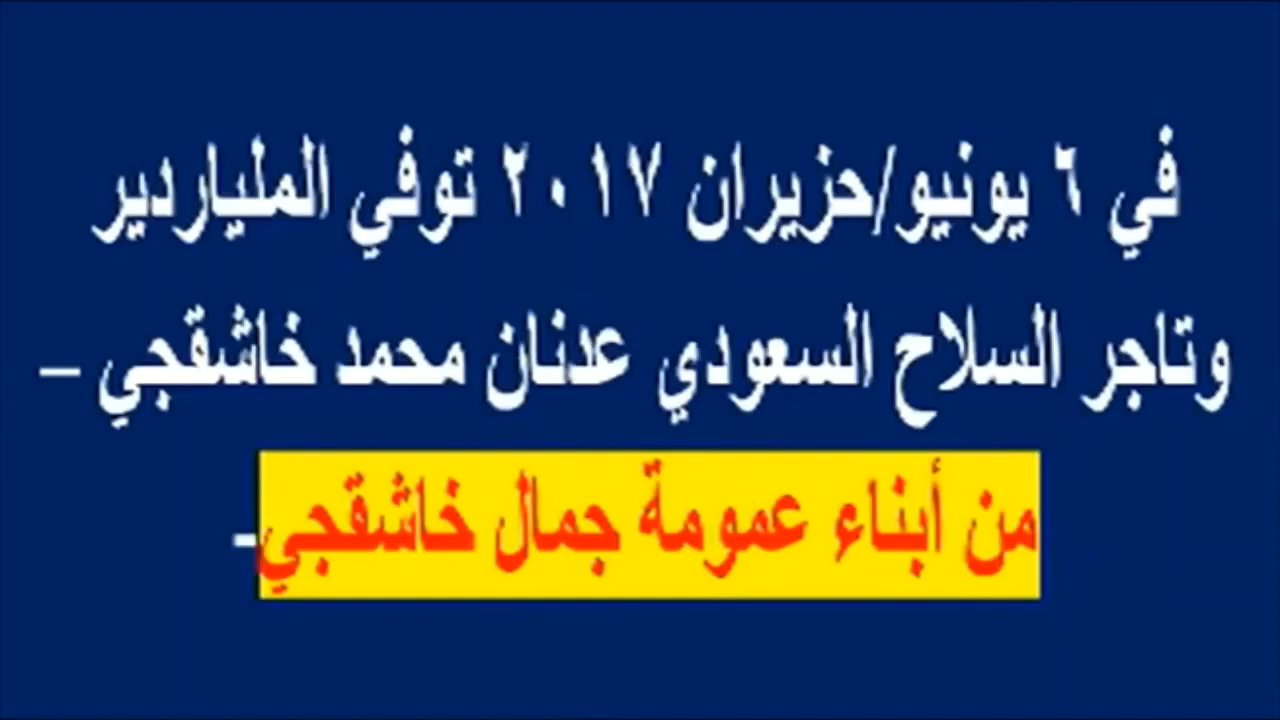 في ٦ يونيو/حزيران ٢٠١٧ توفي الملياردير
وتاجر السلاح السعودي عدنان محمد خاشقجي –
من أبناء عمومة جمال خاشقجي-